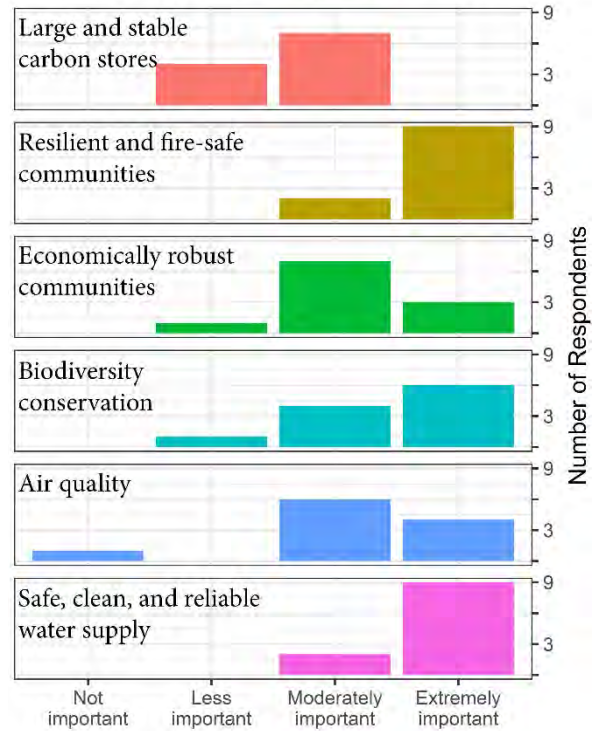 Large and stable
carbon stores
9
3
Resilient and fire-safe
communities
9
3
Economically robust
communities
9
3
Biodiversity
conservation
9
3
Air quality
9
3
Safe, clean, and reliable
water supply
9
3
Number of Respondents
Not important
Less important
Moderately important
Extremely important